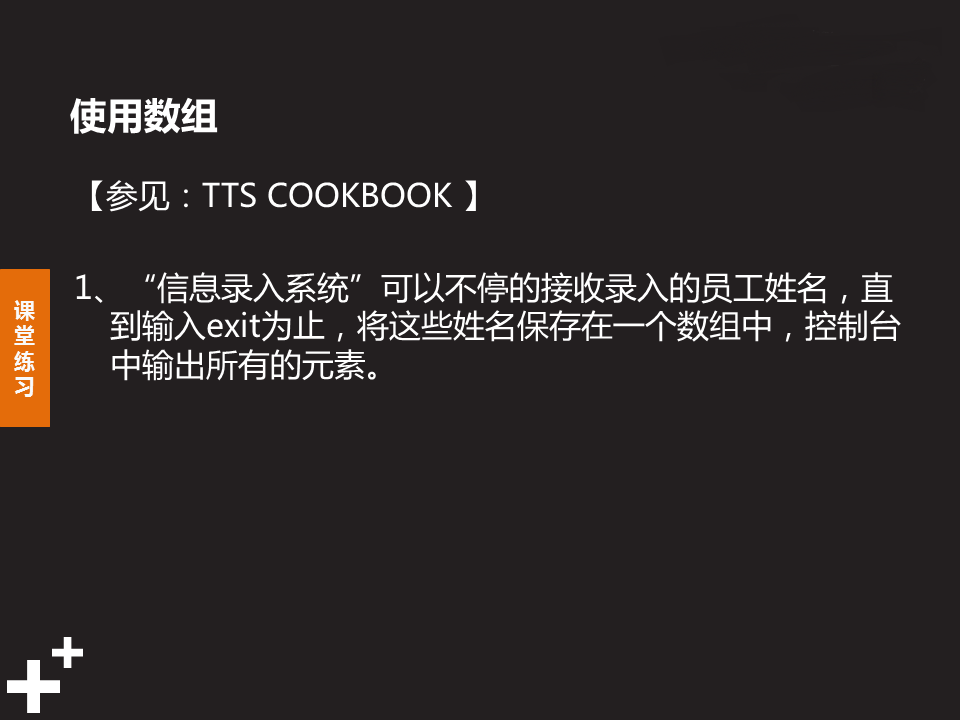 使用数组
【参见：TTS COOKBOOK 】
1、“信息录入系统”可以不停的接收录入的员工姓名，直
到输入exit为止，将这些姓名保存在一个数组中，控制台
中输出所有的元素。
课
堂
练
习